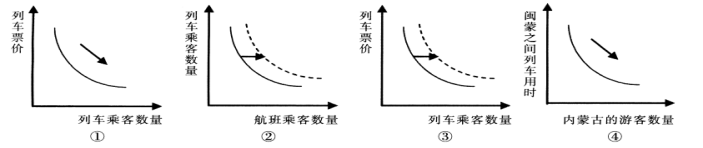 列车票价
列车乘客数量
①
列车乘客数量
航班乘客数量
②
列车票价
列车乘客数量
③
闽蒙之间列车用时
内蒙古的游客数量
④